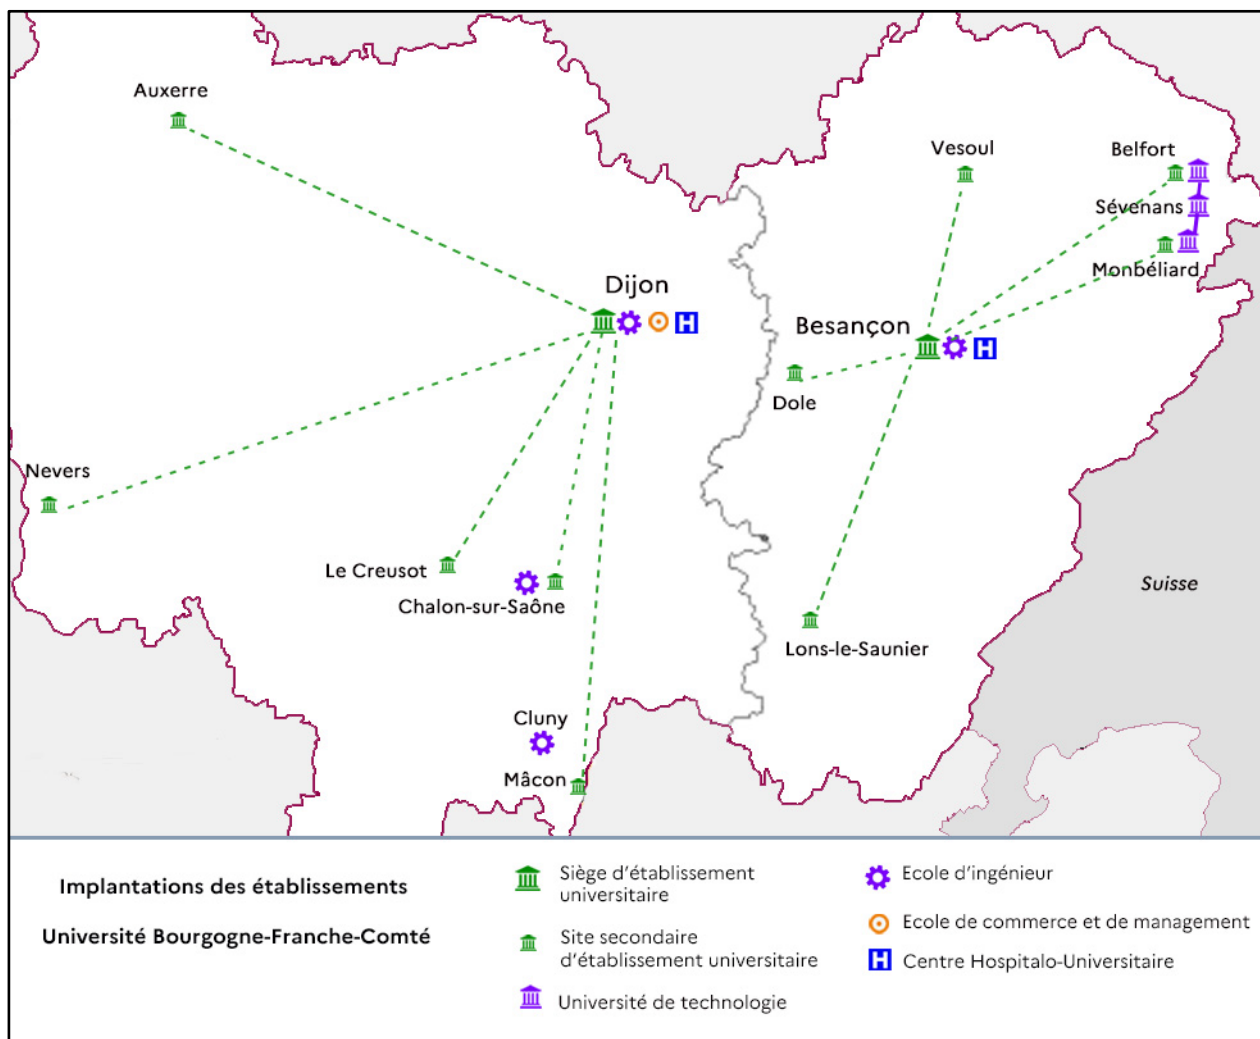 Auxerre
Vesoul
Belfort
Sévenans
Monbéliard
Dijon
Besançon
Dole
Nevers
Le Creusot
Chalon-sur-Saône
Suisse
Lons-le-Saunier
Cluny
Mâcon
Implantations des établissements
Université Bourgogne-Franche-Comté
Siège d'établissement
universitaire
Site secondaire
d'établissement universitaire
Université de technologie
Ecole d'ingénieur
Ecole de commerce et de management
H Centre Hospitalo-Universitaire